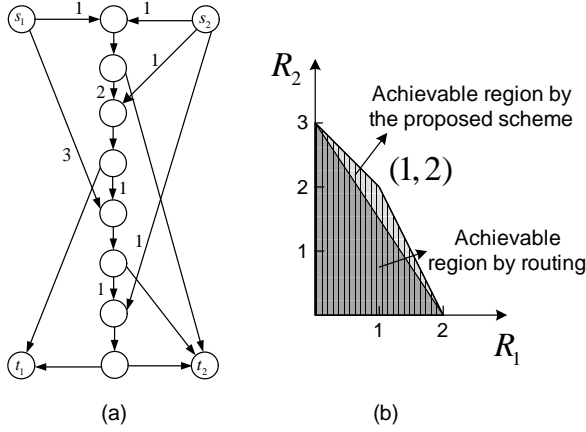 s1 1 1 s2
1
2
3
1
1
1
t1 t2
(a)
R2
Achievable region by
the proposed scheme
3
(1,2)
2
1
Achievable
region by routing
1 2
R1
(b)